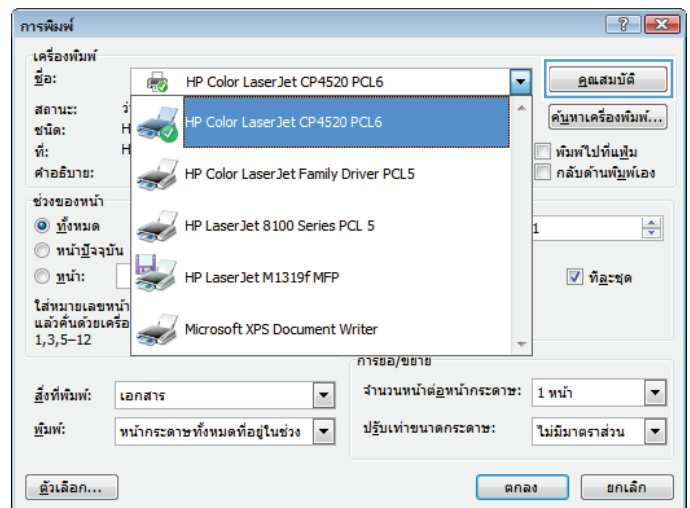 การพิมพ์
เครื่องพิมพ์
ชื่อ: HP Color LaserJet CP4520 PCL6 คุณสมบัติ
สถานะ: ว่
HP Color LaserJet CP4520 PCL6 ค้นหาเครื่องพิมพ์...
ชนิด: H
ที่: H พิมพ์ไปที่แฟ้ม
คำอธิบาย: HP Color LaserJet Family Driver PCL5 กลับด้านพิมพ์เอง
ช่วงของหน้า
ทั้งหมด HP LaserJet 8100 Series PCL 5 1
หน้าปัจจุบัน
หน้า: HP LaserJet M1319f MFP ทีละชุด
ใส่หมายเลขหน้า
แล้วคั่นด้วยเครื่อ Microsoft XPS Document Writer
1,3,5–12
การย่อ/ขยาย
สิ่งที่พิมพ์: เอกสาร จำนวนหน้าต่อหน้ากระดาษ: 1 หน้า
พิมพ์: หน้ากระดาษทั้งหมดที่อยู่ในช่วง ปรับเท่าขนาดกระดาษ: ไม่มีมาตราส่วน
ตัวเลือก... ตกลง ยกเลิก